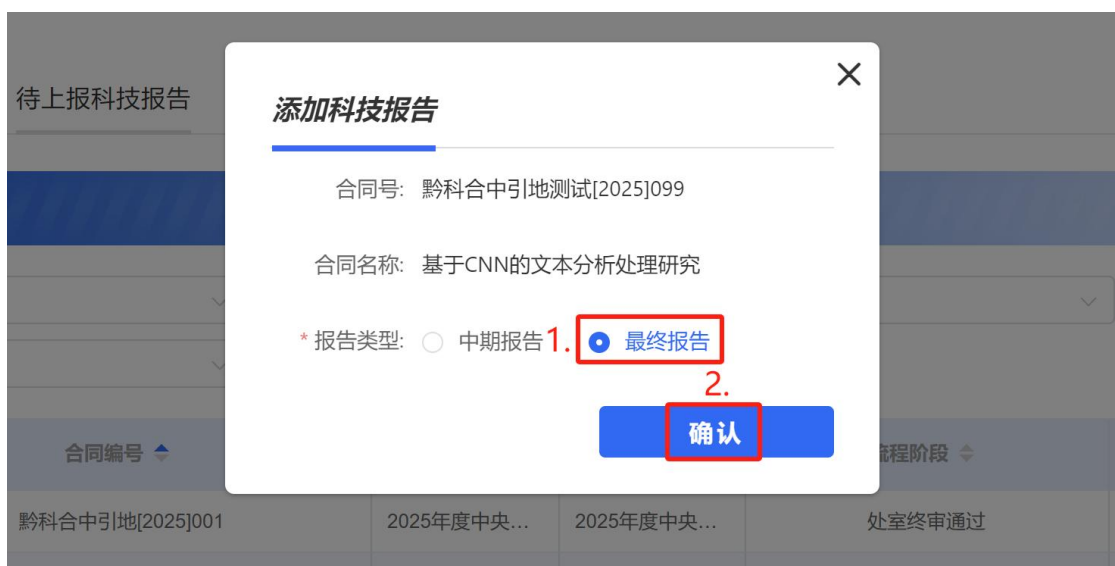 待上报科技报告
添加科技报告
合同号: 黔科合中引地测试[2025]099
合同名称: 基于CNN的文本分析处理研究
* 报告类型: 中期报告 1. 最终报告
2.
确认
合同编号 流程阶段
黔科合中引地[2025]001 2025年度中央... 2025年度中央... 处室终审通过